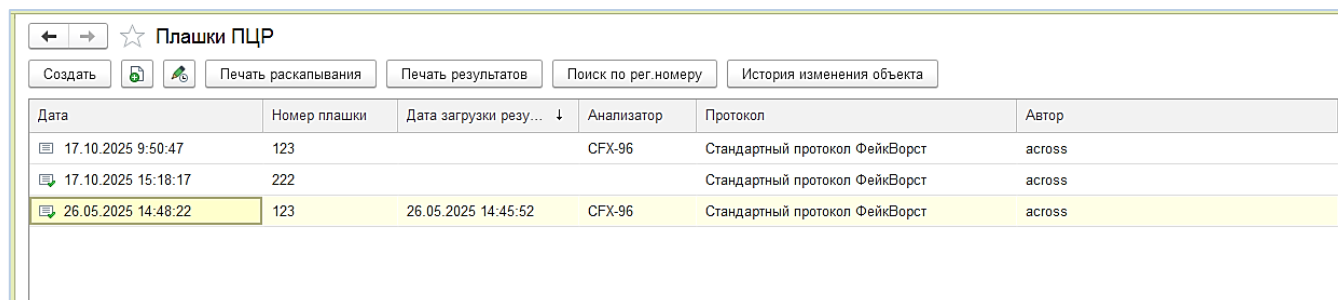 Плашки ПЦР
Создать Печать раскапывания Печать результатов Поиск по рег.номеру История изменения объекта
Дата Номер плашки Дата загрузки резу... ↓ Анализатор Протокол Автор
17.10.2025 9:50:47 123 CFX-96 Стандартный протокол ФейкВорст across
17.10.2025 15:18:17 222 Стандартный протокол ФейкВорст across
26.05.2025 14:48:22 123 26.05.2025 14:45:52 CFX-96 Стандартный протокол ФейкВорст across